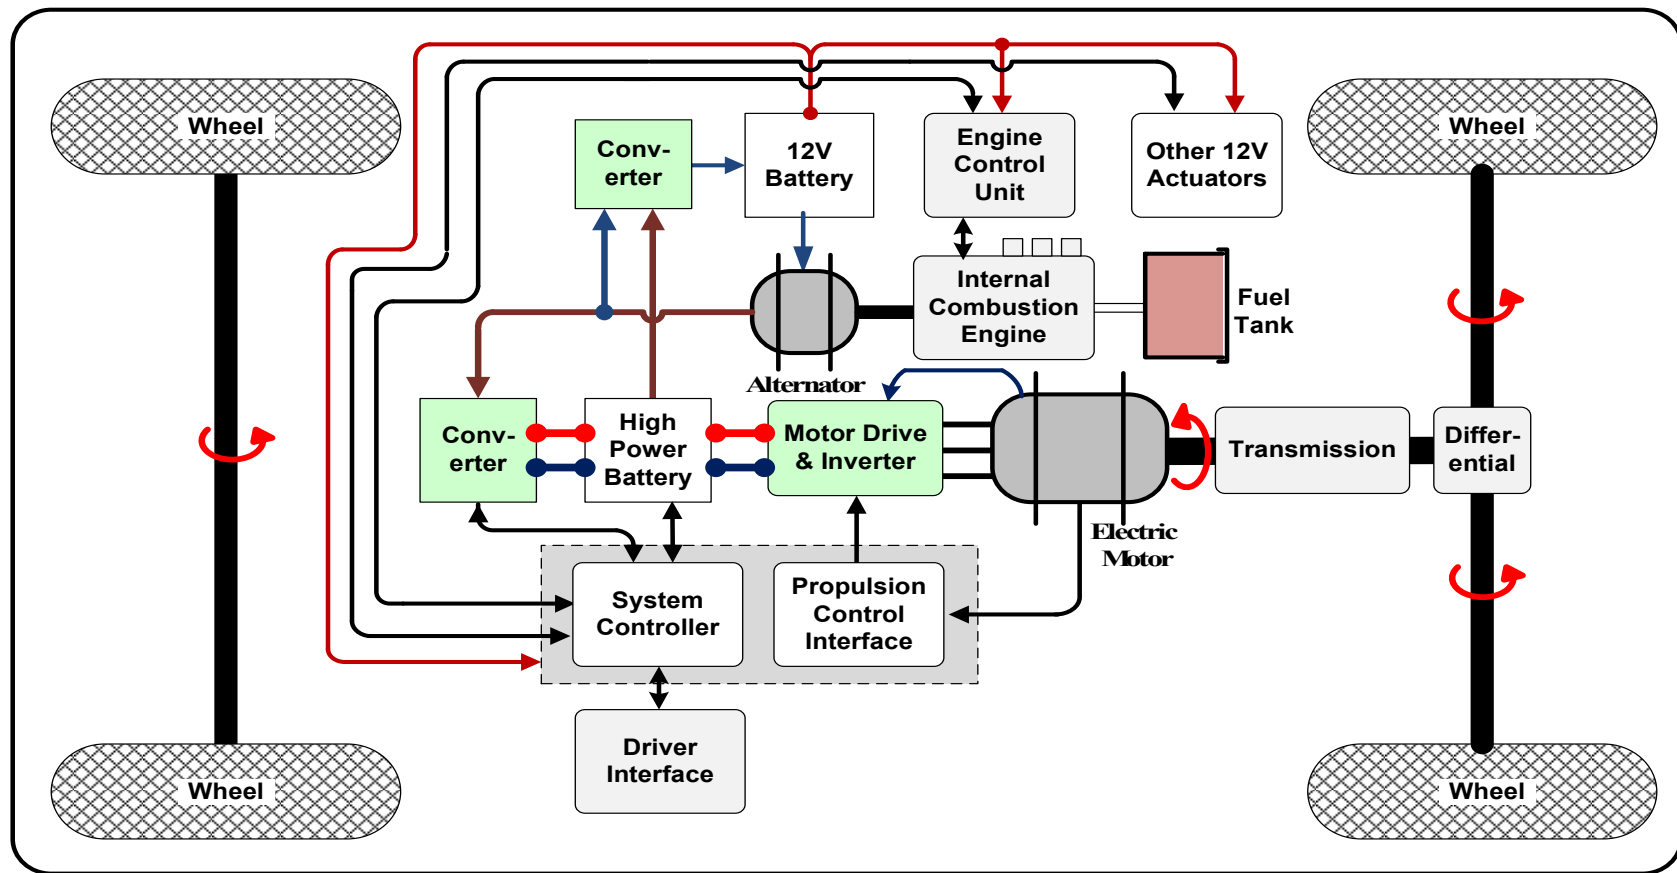 Wheel
Wheel
Conv-
erter
12V
Battery
Engine
Control
Unit
Other 12V
Actuators
Internal
Combustion
Engine
Fuel
Tank
Alternator
Conv-
erter
High
Power
Battery
Motor Drive
& Inverter
Electric
Motor
Transmission
Differ-
ential
System
Controller
Propulsion
Control
Interface
Driver
Interface
Wheel
Wheel